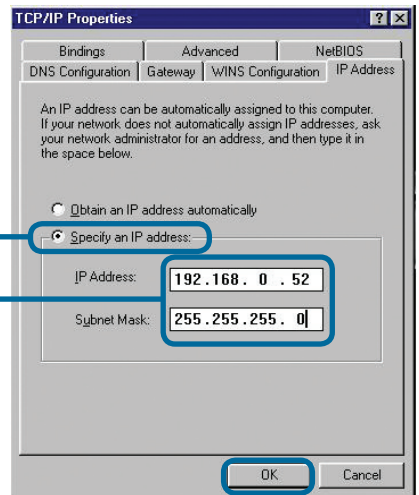 TCP/IP Properties
Bindings Advanced NetBIOS
DNS Configuration Gateway WINS Configuration IP Address
An IP address can be automatically assigned to this computer.
If your network does not automatically assign IP addresses, ask
your network administrator for an address, and then type it in
the space below.
Obtain an IP address automatically
Specify an IP address:
IP Address: 192.168. 0 .52
Subnet Mask: 255.255.255. 0
OK Cancel